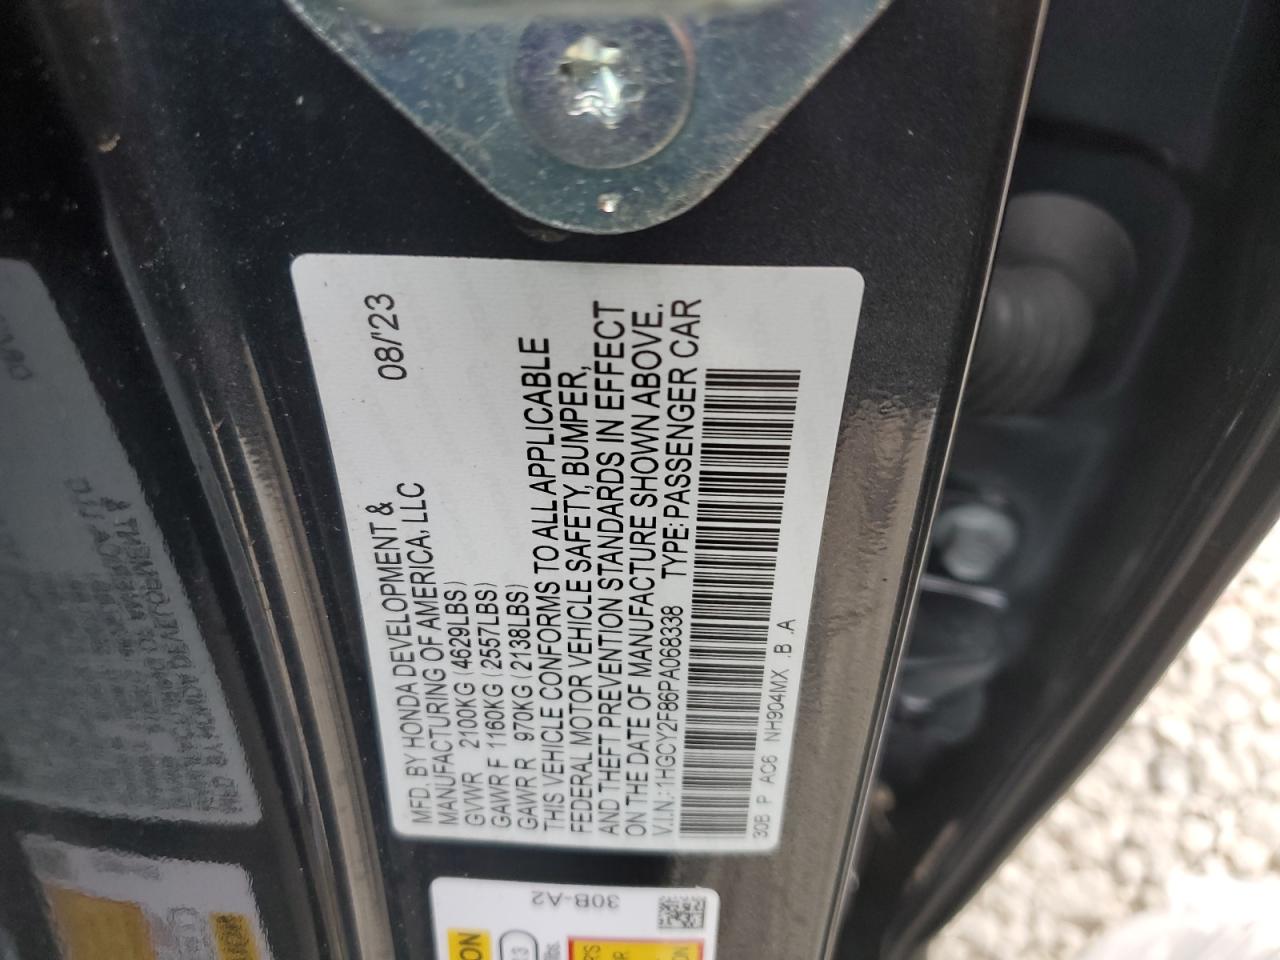 08/'23
MFD. BY HONDA DEVELOPMENT &
MANUFACTURING OF AMERICA, LLC
GVWR 2100KG (4629LBS)
GAWR F 1160KG (2557LBS)
GAWR R 970KG (2138LBS)
THIS VEHICLE CONFORMS TO ALL APPLICABLE
FEDERAL MOTOR VEHICLE SAFETY, BUMPER,
AND THEFT PREVENTION STANDARDS IN EFFECT
ON THE DATE OF MANUFACTURE SHOWN ABOVE.
V.I.N.: 1HGCY2F86PA068338 TYPE: PASSENGER CAR
30B P AC6 NH904MX .B .A
30B-A2